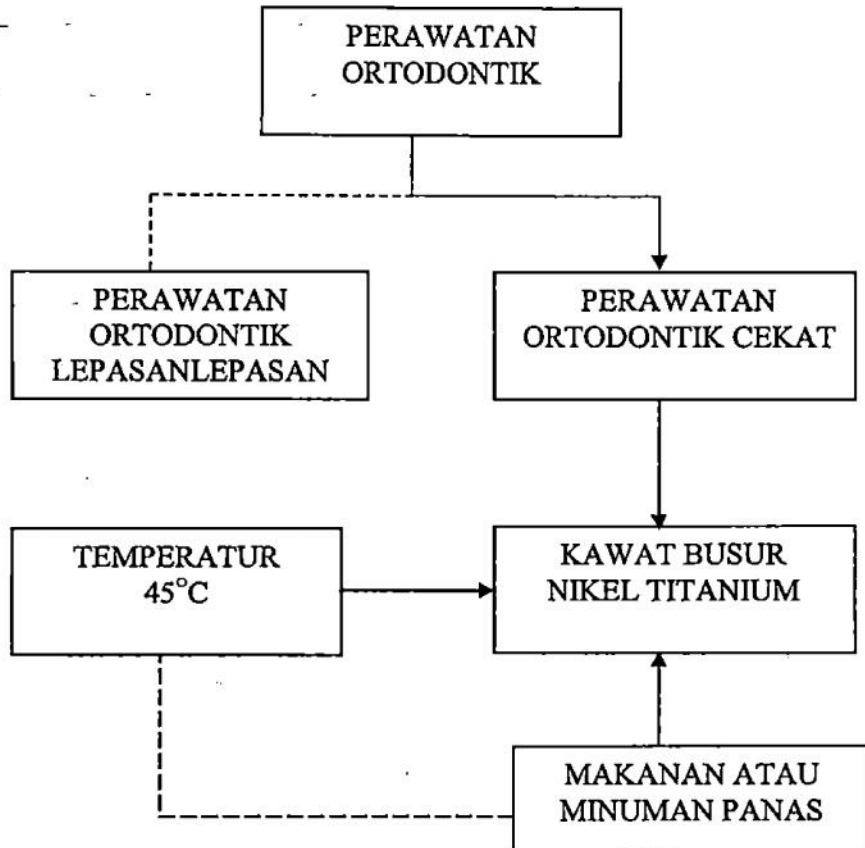 PERAWATAN
ORTODONTIK
PERAWATAN
ORTODONTIK
LEPASANLEPASAN
PERAWATAN
ORTODONTIK CEKAT
TEMPERATUR
45°C
KAWAT BUSUR
NIKEL TITANIUM
MAKANAN ATAU
MINUMAN PANAS